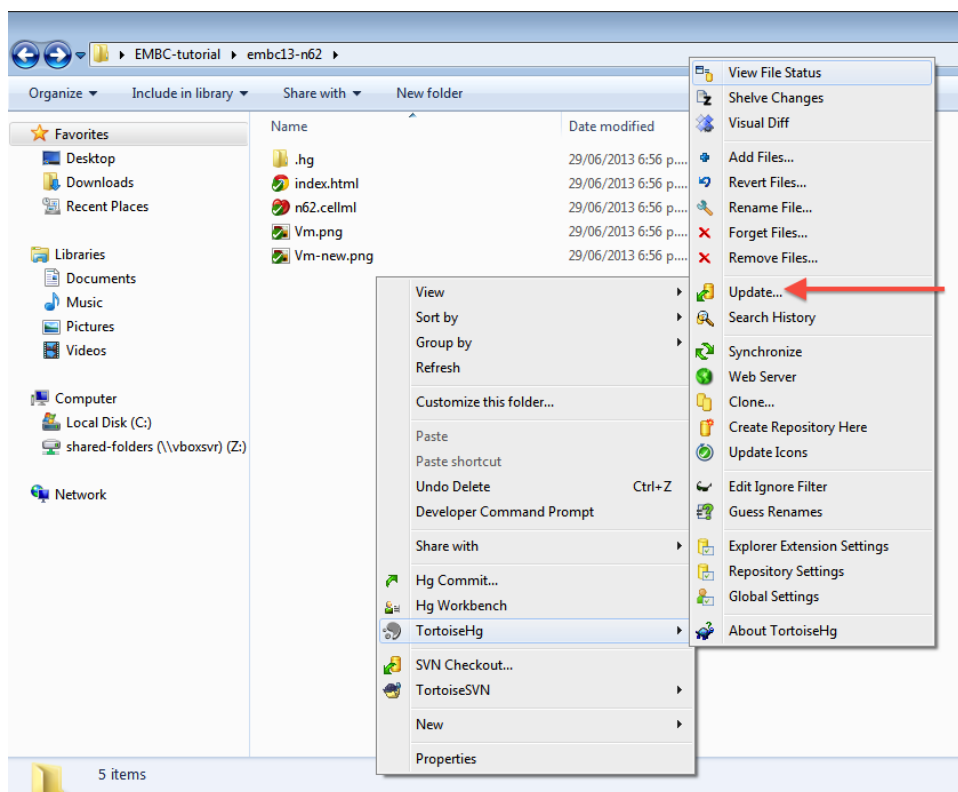 EMBC-tutorial embc13-n62
Organize Include in library Share with New folder
Favorites
Desktop
Downloads
Recent Places
Libraries
Documents
Music
Pictures
Videos
Computer
Local Disk (C:)
shared-folders (\\vboxsvr) (Z:)
Network
Name Date modified
.hg 29/06/2013 6:56 p....
index.html 29/06/2013 6:56 p....
n62.cellml 29/06/2013 6:56 p....
Vm.png 29/06/2013 6:56 p....
Vm-new.png 29/06/2013 6:56 p....
View
Sort by
Group by
Refresh
Customize this folder...
Paste
Paste shortcut
Undo Delete Ctrl+Z
Developer Command Prompt
Share with
Hg Commit...
Hg Workbench
TortoiseHg
SVN Checkout...
TortoiseSVN
New
Properties
View File Status
Shelve Changes
Visual Diff
Add Files...
Revert Files...
Rename File...
Forget Files...
Remove Files...
Update...
Search History
Synchronize
Web Server
Clone...
Create Repository Here
Update Icons
Edit Ignore Filter
Guess Renames
Explorer Extension Settings
Repository Settings
Global Settings
About TortoiseHg
5 items